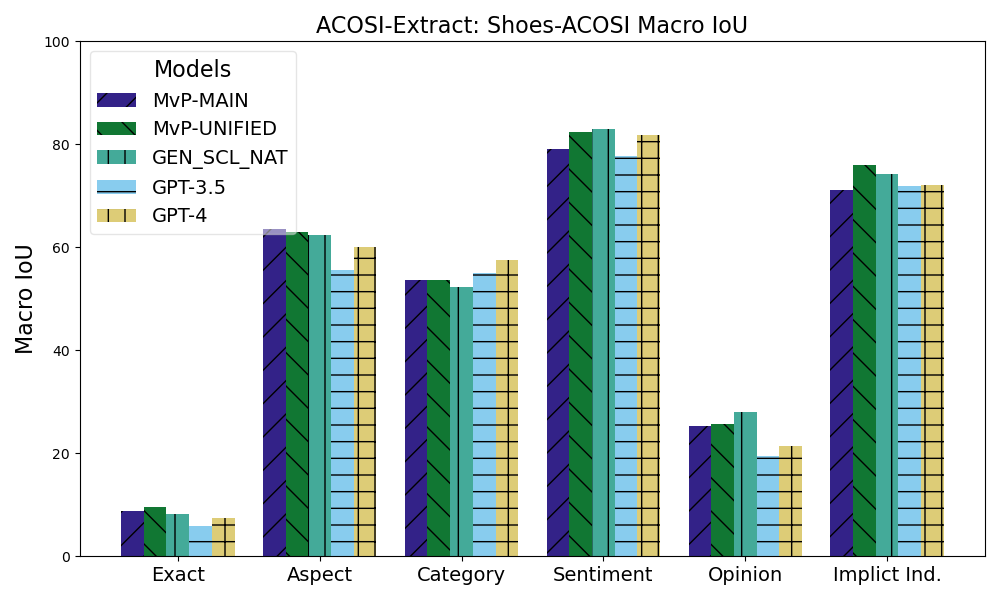 ACOSI-Extract: Shoes-ACOSI Macro IoU
Macro IoU
100
80
60
40
20
0
Models
MvP-MAIN
MvP-UNIFIED
GEN_SCL_NAT
GPT-3.5
GPT-4
Exact
Aspect
Category
Sentiment
Opinion
Implict Ind.